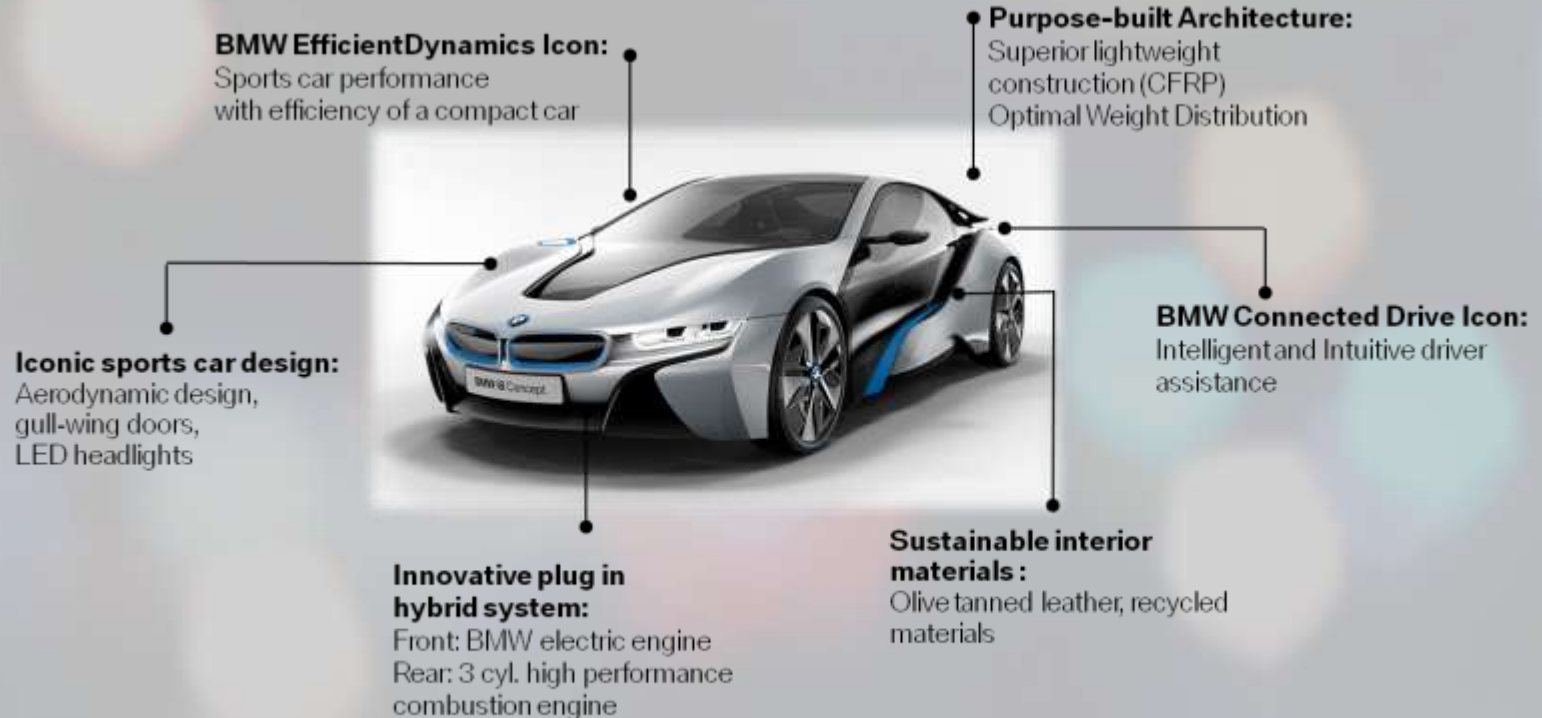 BMW EfficientDynamics Icon:
Sports car performance
with efficiency of a compact car
Purpose-built Architecture:
Superior lightweight
construction (CFRP)
Optimal Weight Distribution
Iconic sports car design:
Aerodynamic design,
gull-wing doors,
LED headlights
BMW i8 Concept
BMW Connected Drive Icon:
Intelligent and Intuitive driver
assistance
Innovative plug in
hybrid system:
Front: BMW electric engine
Rear: 3 cyl. high performance
combustion engine
Sustainable interior
materials :
Olive tanned leather, recycled
materials